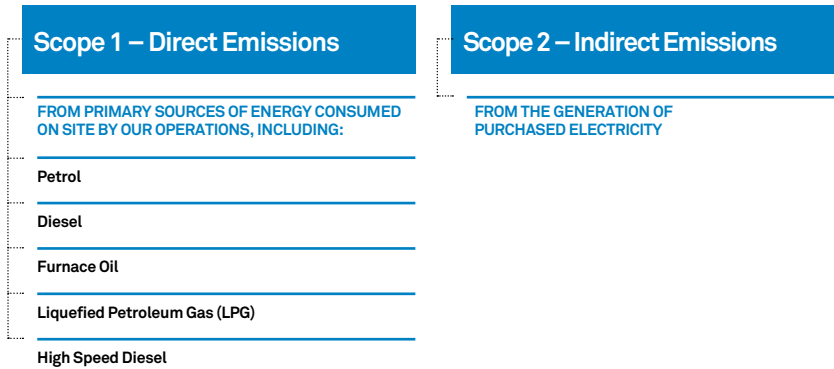 Scope 1 – Direct Emissions
FROM PRIMARY SOURCES OF ENERGY CONSUMED
ON SITE BY OUR OPERATIONS, INCLUDING:
Petrol
Diesel
Furnace Oil
Liquefied Petroleum Gas (LPG)
High Speed Diesel
Scope 2 – Indirect Emissions
FROM THE GENERATION OF
PURCHASED ELECTRICITY